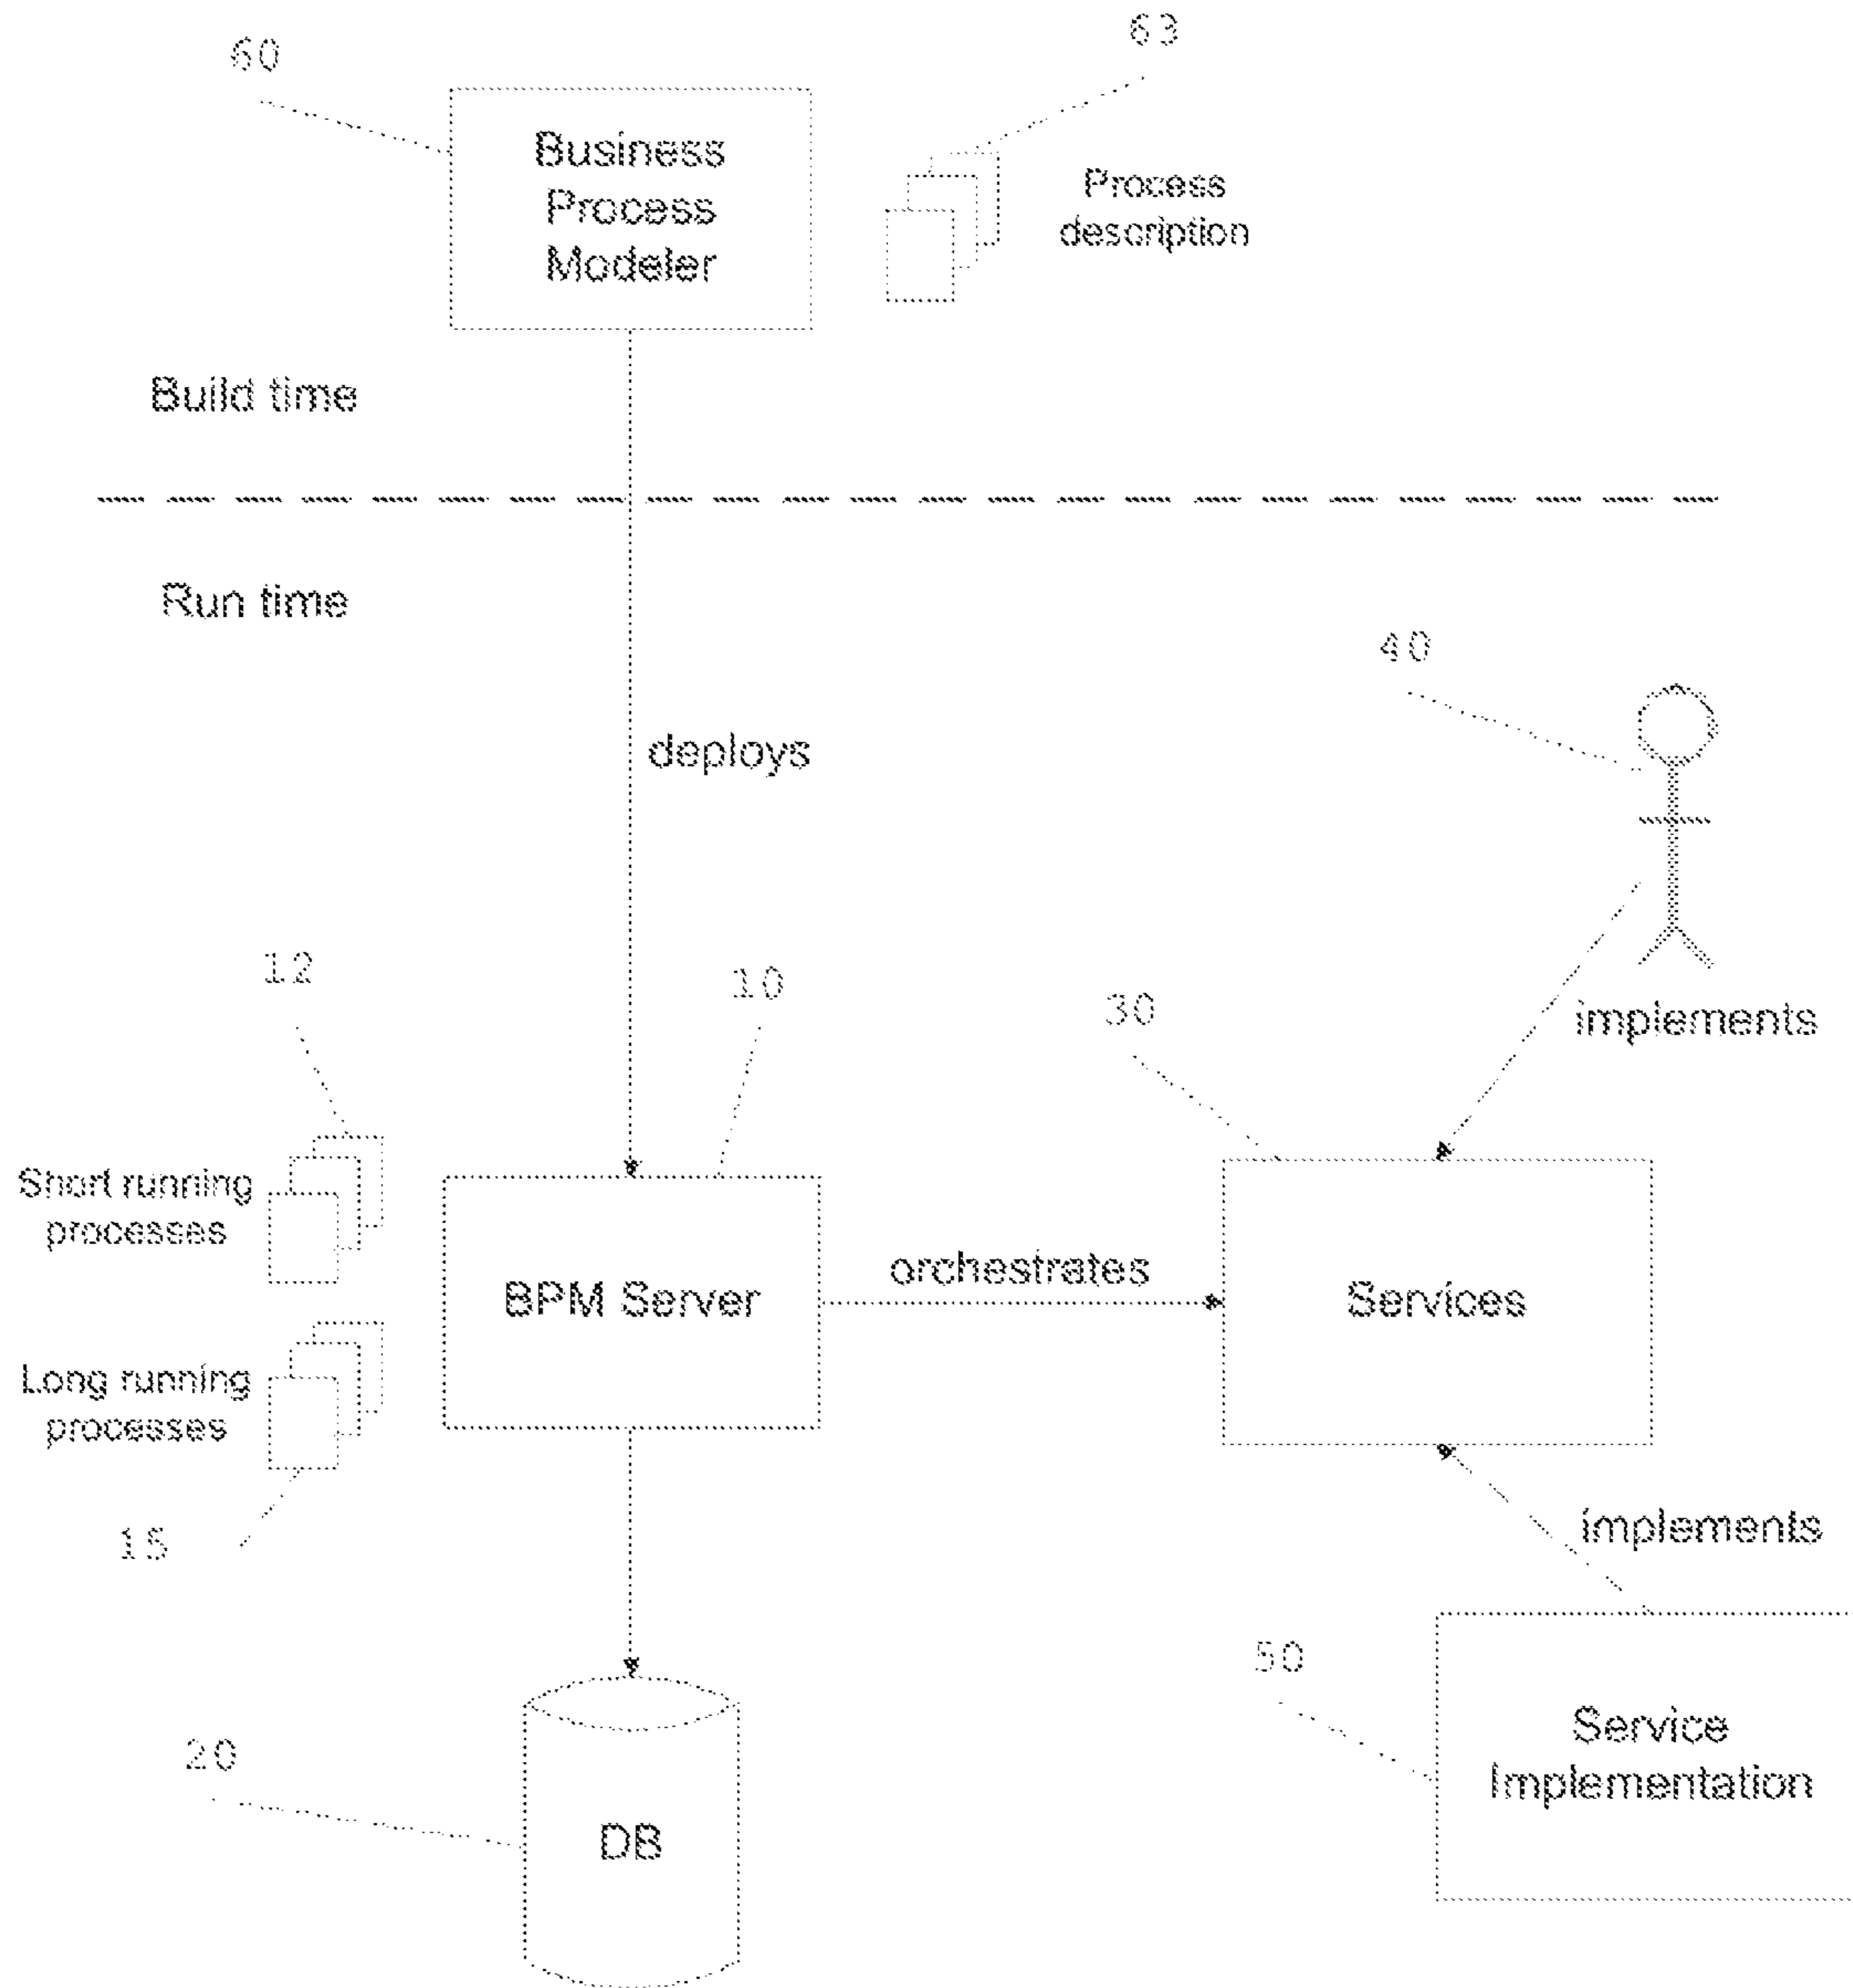 60
63
Business
Process
Modeler
Process
description
Build time
Run time
40
deploys
12
10
30
implements
Short running
processes
BPM Server
orchestrates
Services
Long running
processes
15
implements
50
Service
Implementation
20
DB